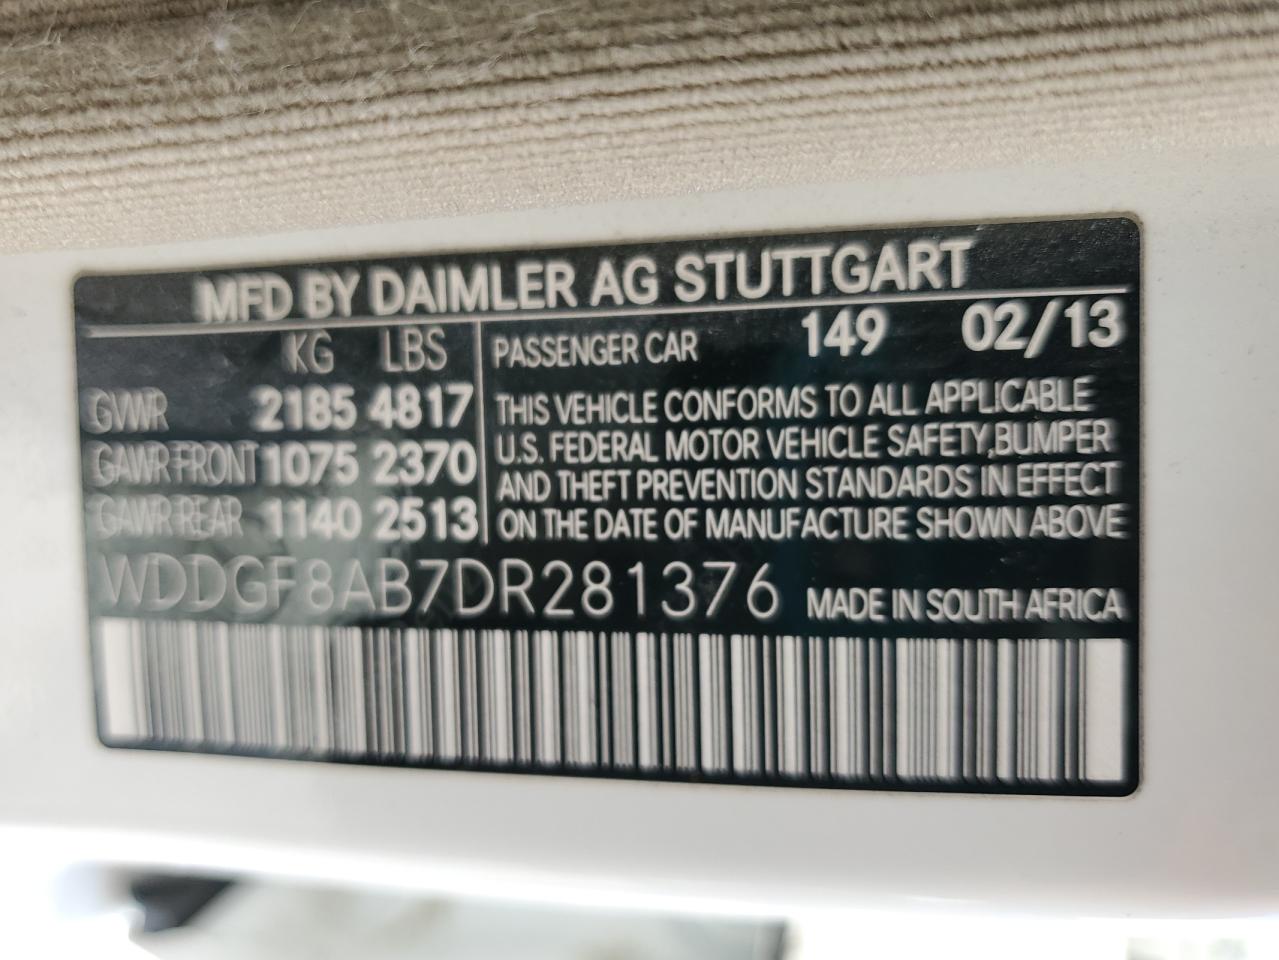 MFD BY DAIMLER AG STUTTGART
KG LBS
GVWR 2185 4817
GAWR FRONT 1075 2370
GAWR REAR 1140 2513
PASSENGER CAR 149 02/13
THIS VEHICLE CONFORMS TO ALL APPLICABLE
U.S. FEDERAL MOTOR VEHICLE SAFETY,BUMPER
AND THEFT PREVENTION STANDARDS IN EFFECT
ON THE DATE OF MANUFACTURE SHOWN ABOVE
WDDGF8AB7DR281376 MADE IN SOUTH AFRICA